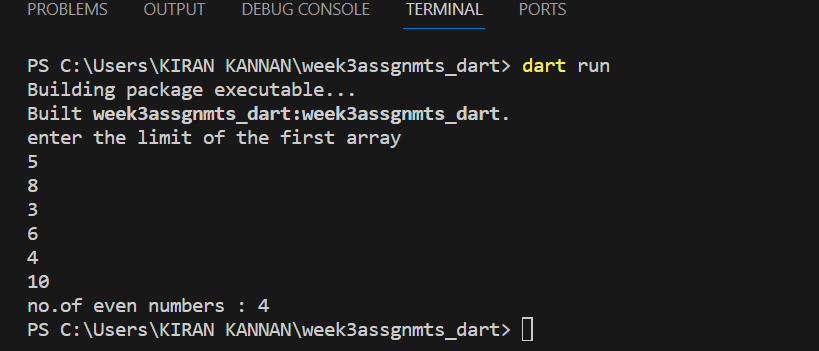 PROBLEMS OUTPUT DEBUG CONSOLE TERMINAL PORTS
PS C:\Users\KIRAN KANNAN\week3assgnmts_dart> dart run
Building package executable...
Built week3assgnmts_dart:week3assgnmts_dart.
enter the limit of the first array
5
8
3
6
4
10
no.of even numbers : 4
PS C:\Users\KIRAN KANNAN\week3assgnmts_dart>